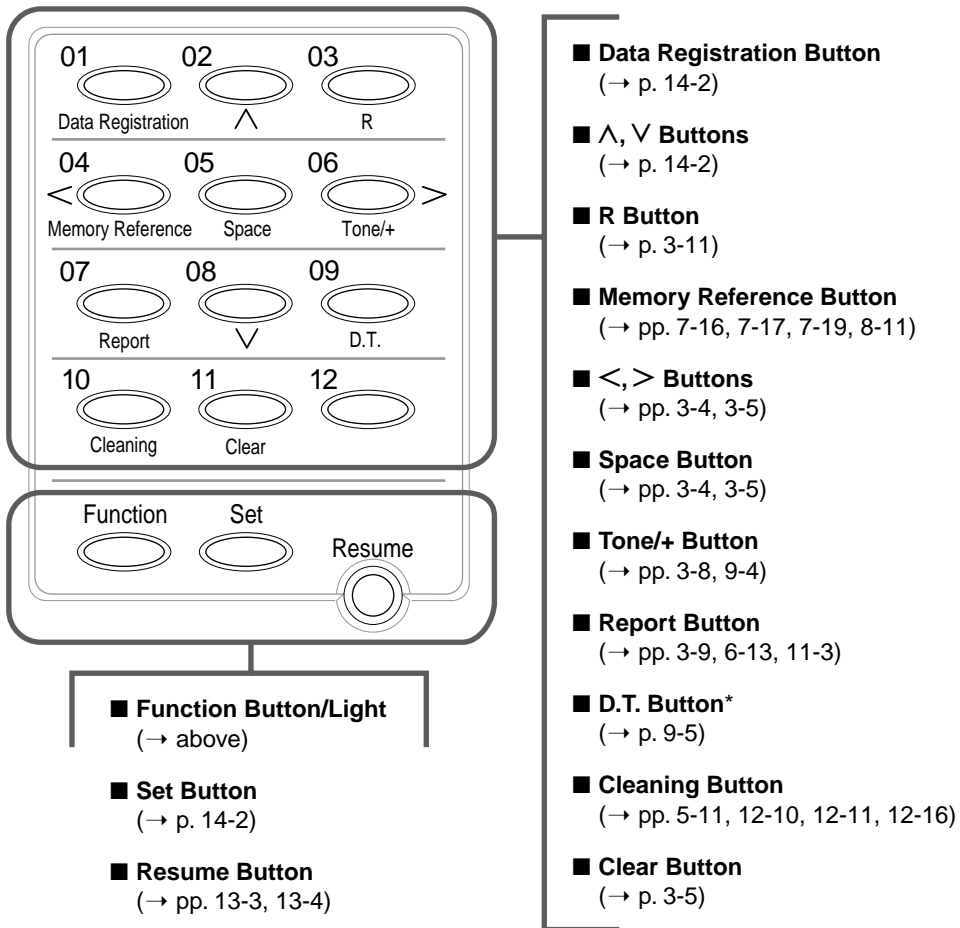 01 02 03
Data Registration ∧ R
04 05 06
< >
Memory Reference Space Tone/+
07 08 09
Report ∨ D.T.
10 11 12
Cleaning Clear
Function Set
Resume
■ Function Button/Light
(→ above)
■ Set Button
(→ p. 14-2)
■ Resume Button
(→ pp. 13-3, 13-4)
■ Data Registration Button
(→ p. 14-2)
■ ∧, ∨ Buttons
(→ p. 14-2)
■ R Button
(→ p. 3-11)
■ Memory Reference Button
(→ pp. 7-16, 7-17, 7-19, 8-11)
■ <, > Buttons
(→ pp. 3-4, 3-5)
■ Space Button
(→ pp. 3-4, 3-5)
■ Tone/+ Button
(→ pp. 3-8, 9-4)
■ Report Button
(→ pp. 3-9, 6-13, 11-3)
■ D.T. Button*
(→ p. 9-5)
■ Cleaning Button
(→ pp. 5-11, 12-10, 12-11, 12-16)
■ Clear Button
(→ p. 3-5)